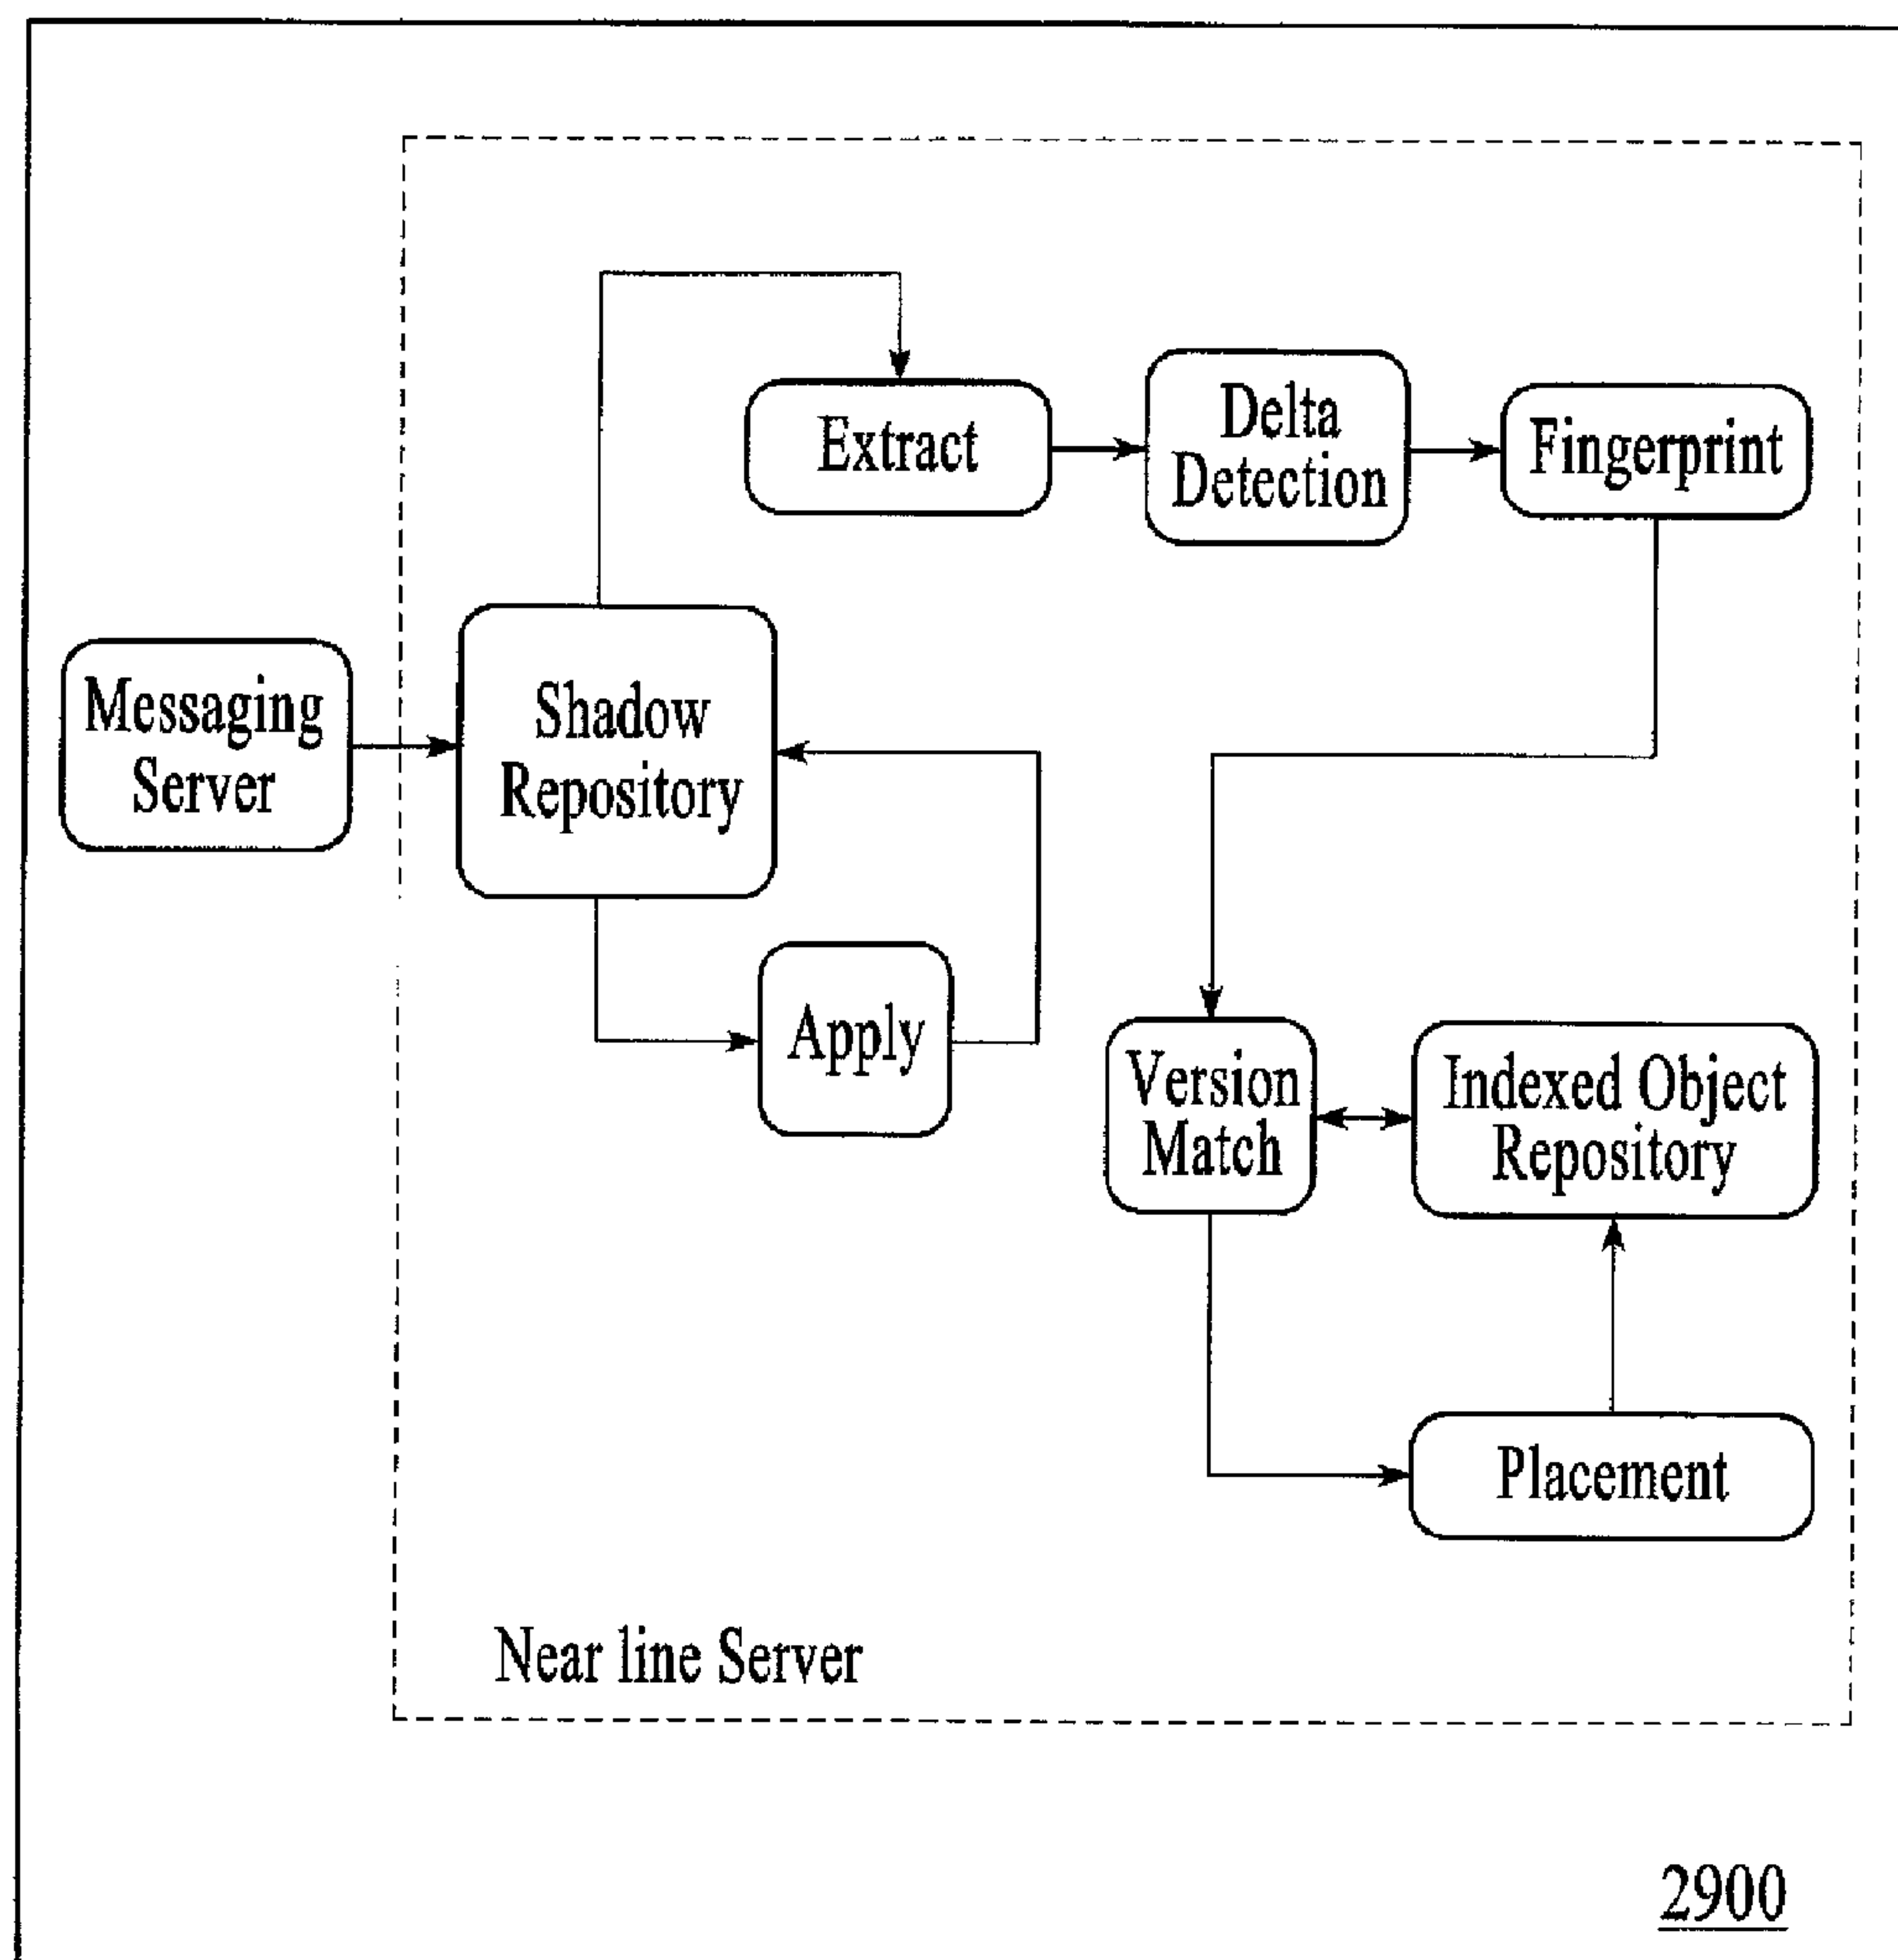 Extract
Delta
Detection
Fingerprint
Messaging
Server
Shadow
Repository
Apply
Version
Match
Indexed Object
Repository
Placement
Near line Server
2900